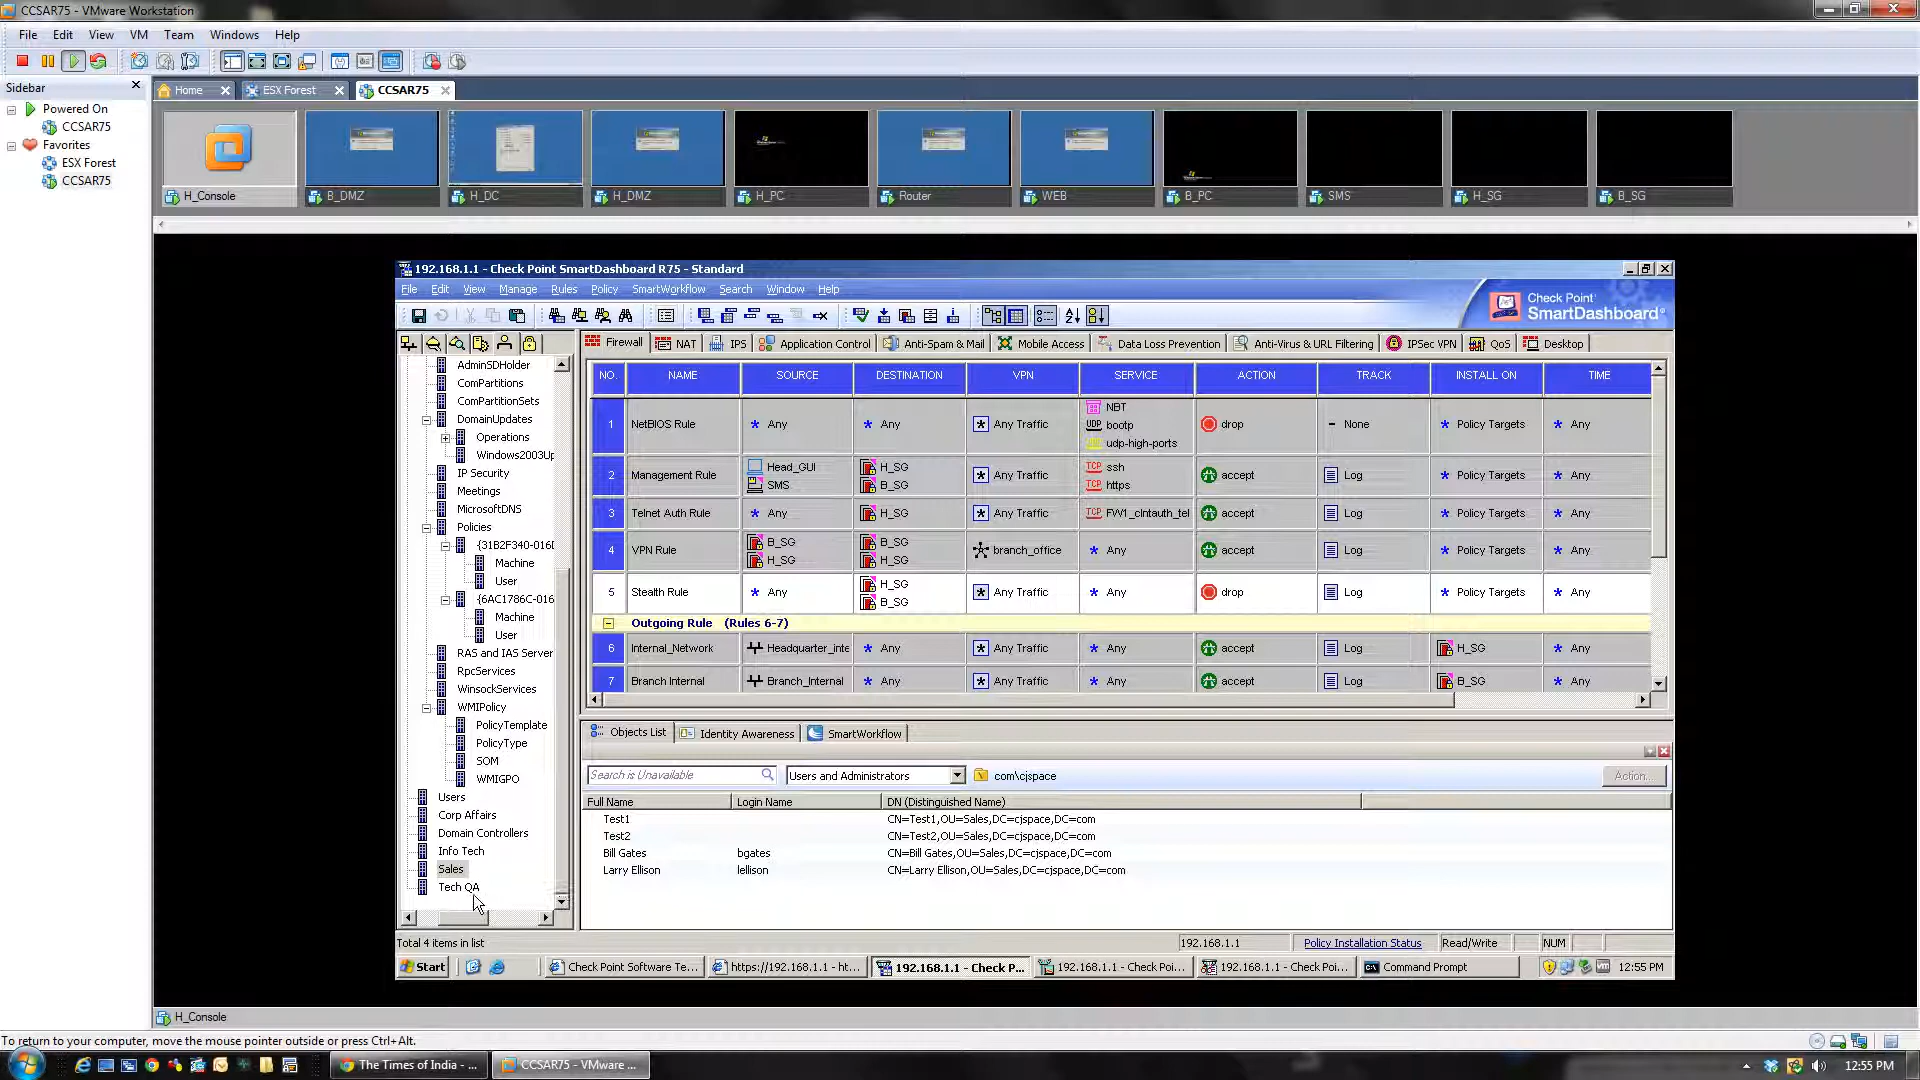 CCSAR75 - VMware Workstation
File Edit View VM Team Windows Help
Sidebar
Powered On
CCSAR75
Favorites
ESX Forest
CCSAR75
Home ESX Forest CCSAR75
H_Console B_DMZ H_DC H_DMZ H_PC Router WEB B_PC SMS H_SG B_SG
192.168.1.1 - Check Point SmartDashboard R75 - Standard
File Edit View Manage Rules Policy SmartWorkflow Search Window Help
Check Point
SmartDashboard
Firewall NAT IPS Application Control Anti-Spam & Mail Mobile Access Data Loss Prevention Anti-Virus & URL Filtering IPSec VPN QoS Desktop
AdminSDHolder
ComPartitions
ComPartitionSets
DomainUpdates
Operations
Windows2003Up
IP Security
Meetings
MicrosoftDNS
Policies
{31B2F340-016D
Machine
User
{6AC1786C-016
Machine
User
RAS and IAS Server
RpcServices
WinsockServices
WMIPolicy
PolicyTemplate
PolicyType
SOM
WMIGPO
Users
Corp Affairs
Domain Controllers
Info Tech
Sales
Tech QA
NO. NAME SOURCE DESTINATION VPN SERVICE ACTION TRACK INSTALL ON TIME
1 NetBIOS Rule * Any * Any Any Traffic NBT bootp udp-high-ports drop - None * Policy Targets * Any
2 Management Rule Head_GUI SMS H_SG B_SG Any Traffic TCP ssh TCP https accept Log * Policy Targets * Any
3 Telnet Auth Rule * Any H_SG Any Traffic TCP FW1_clntauth_tel accept Log * Policy Targets * Any
4 VPN Rule B_SG H_SG B_SG H_SG branch_office * Any accept Log * Policy Targets * Any
5 Stealth Rule * Any H_SG B_SG Any Traffic * Any drop Log * Policy Targets * Any
Outgoing Rule (Rules 6-7)
6 Internal_Network Headquarter_inte * Any Any Traffic * Any accept Log H_SG * Any
7 Branch Internal Branch_Internal * Any Any Traffic * Any accept Log B_SG * Any
Objects List Identity Awareness SmartWorkflow
Search is Unavailable Users and Administrators com\cjspace Action...
Full Name Login Name DN (Distinguished Name)
Test1 CN=Test1,OU=Sales,DC=cjspace,DC=com
Test2 CN=Test2,OU=Sales,DC=cjspace,DC=com
Bill Gates bgates CN=Bill Gates,OU=Sales,DC=cjspace,DC=com
Larry Ellison lellison CN=Larry Ellison,OU=Sales,DC=cjspace,DC=com
Total 4 items in list 192.168.1.1 Policy Installation Status Read/Write NUM
Start Check Point Software Te... https://192.168.1.1 - ht... 192.168.1.1 - Check P... 192.168.1.1 - Check Poi... 192.168.1.1 - Check Poi... Command Prompt 12:55 PM
H_Console
To return to your computer, move the mouse pointer outside or press Ctrl+Alt.
The Times of India - ... CCSAR75 - VMware ... 12:55 PM